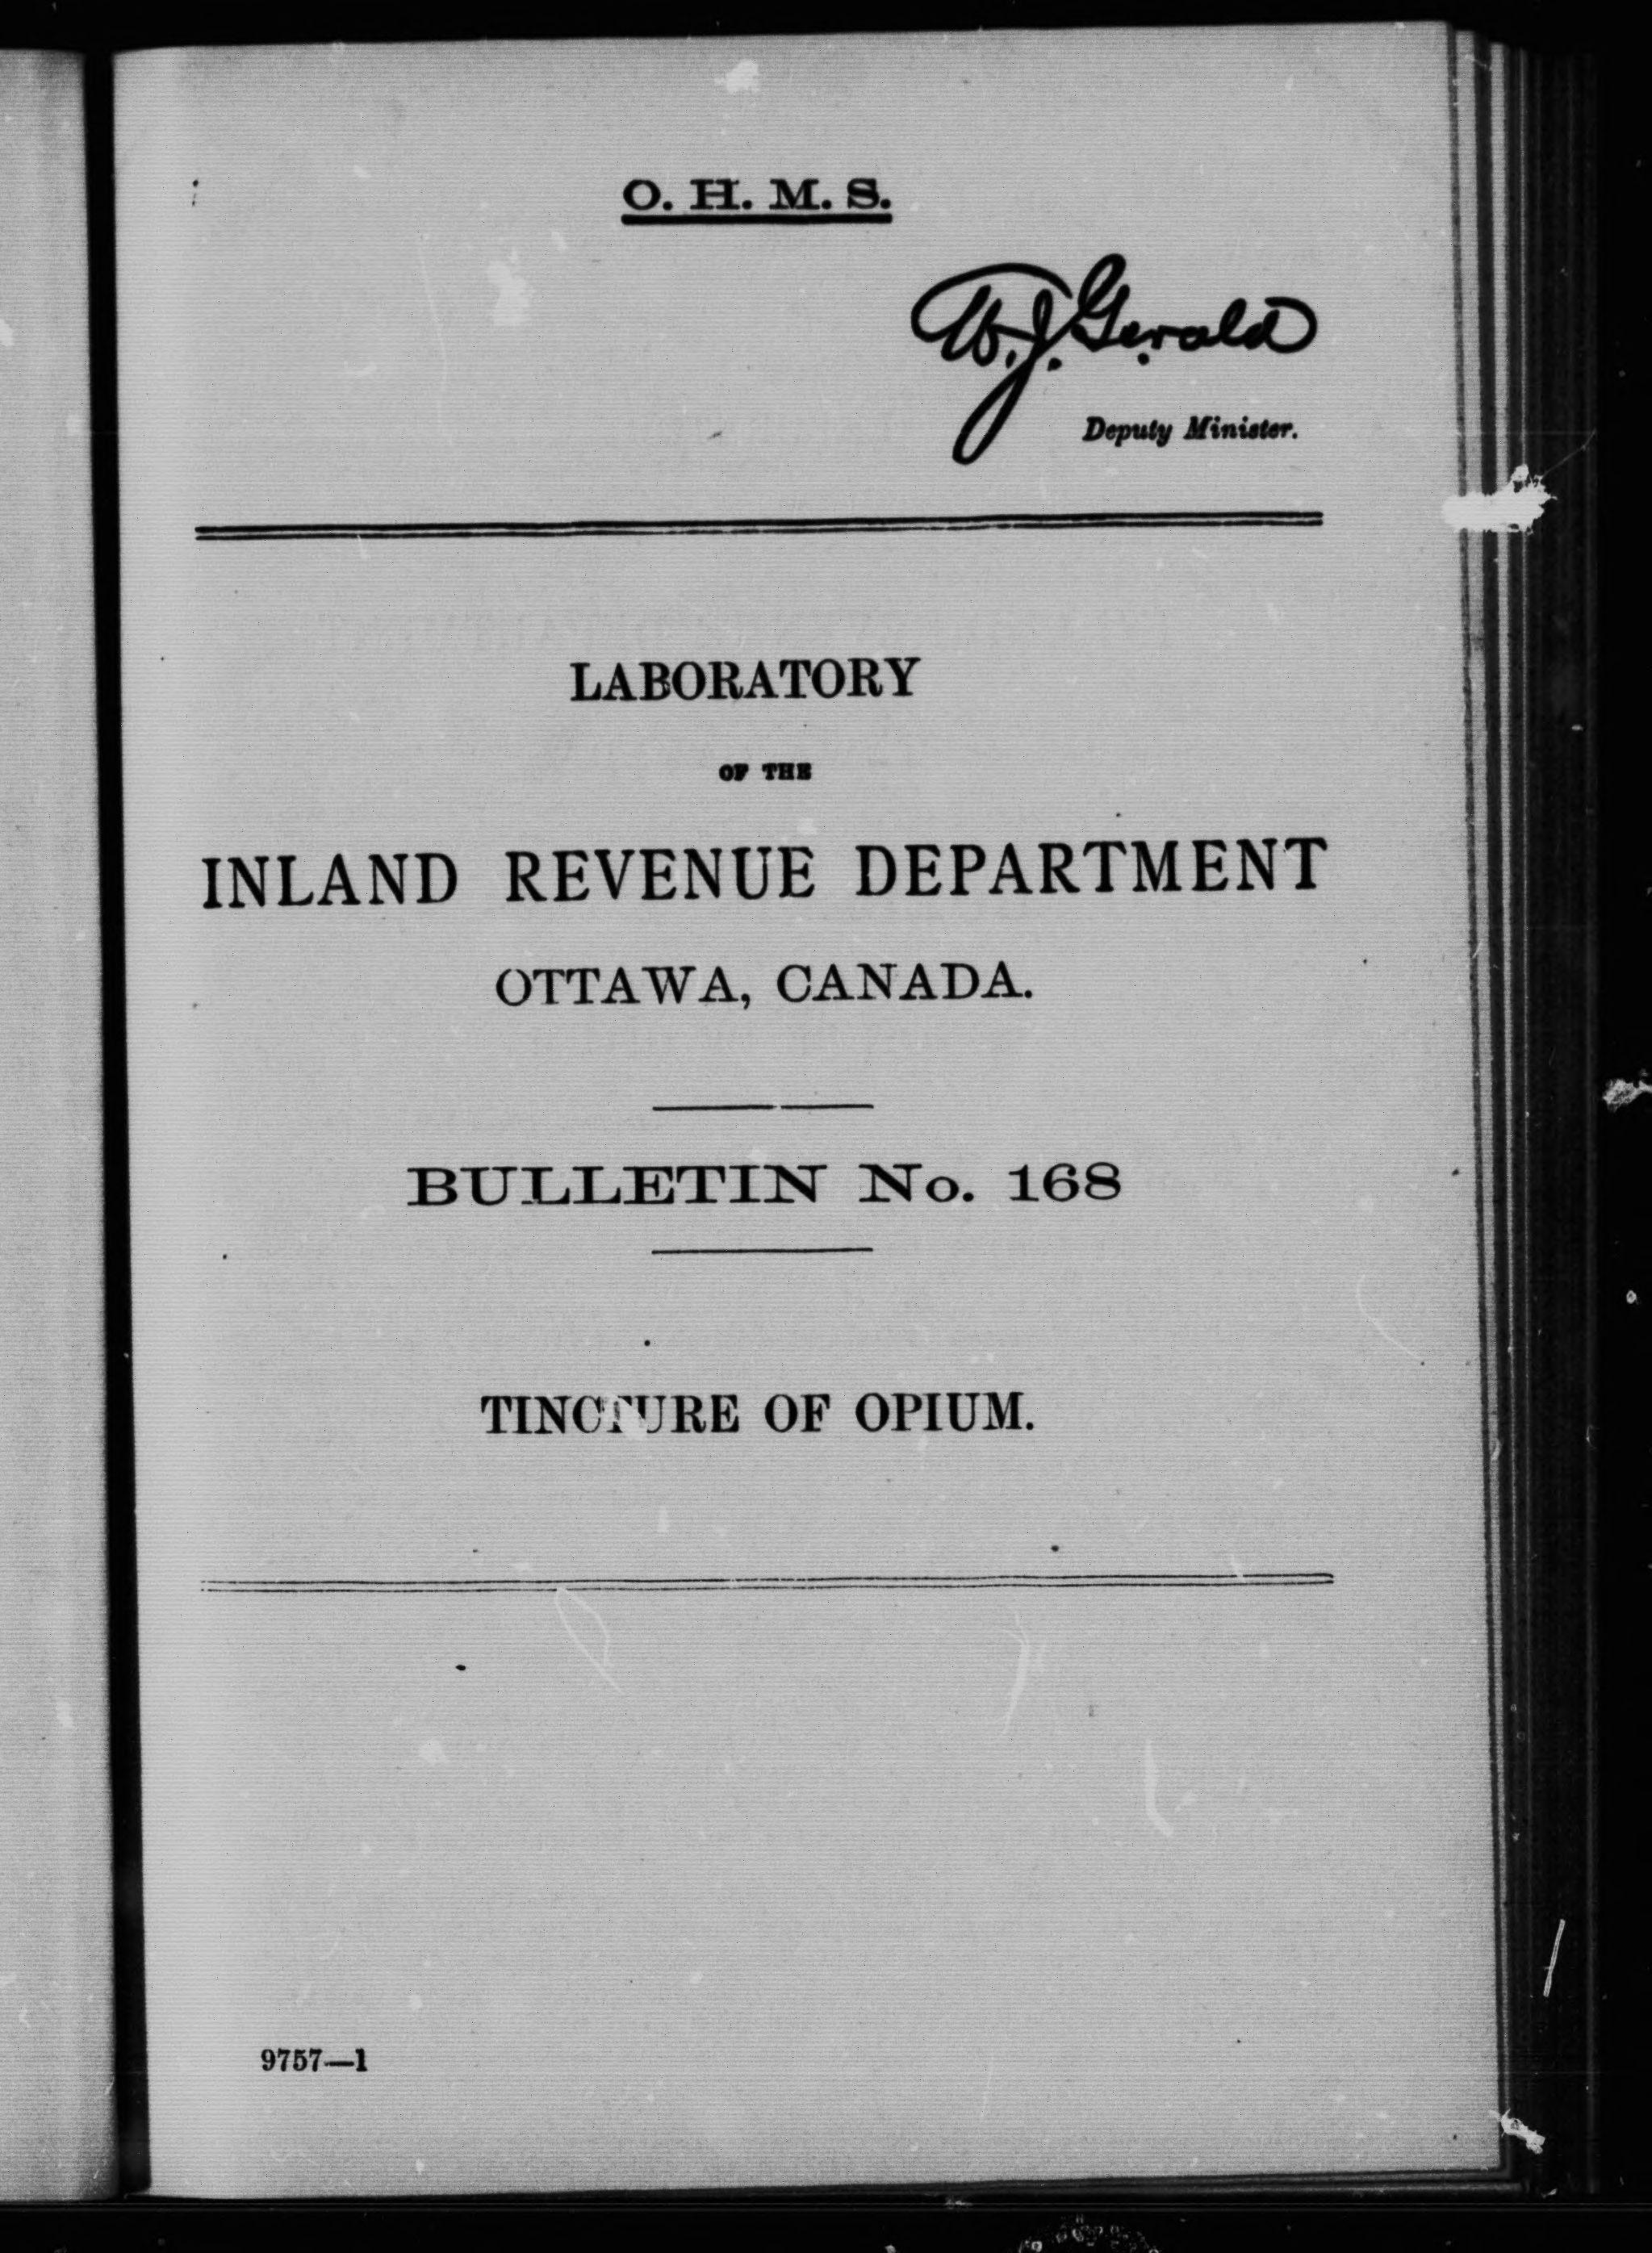 O. H. M. S.
W. J. Gerald
Deputy Minister.
LABORATORY
OF THE
INLAND REVENUE DEPARTMENT
OTTAWA, CANADA.
BULLETIN No. 168
TINCTURE OF OPIUM.
9757—1